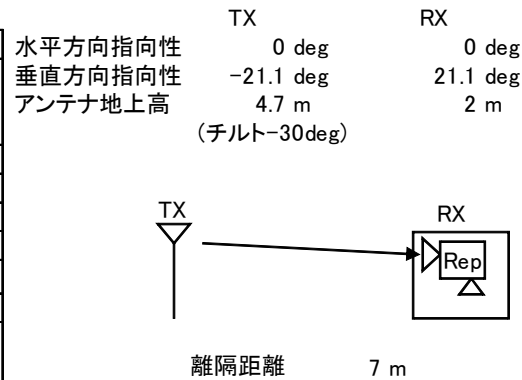 TX RX
水平方向指向性 0 deg 0 deg
垂直方向指向性 -21.1 deg 21.1 deg
アンテナ地上高 4.7 m 2 m
(チルト-30deg)
TX RX
Rep
離隔距離 7 m